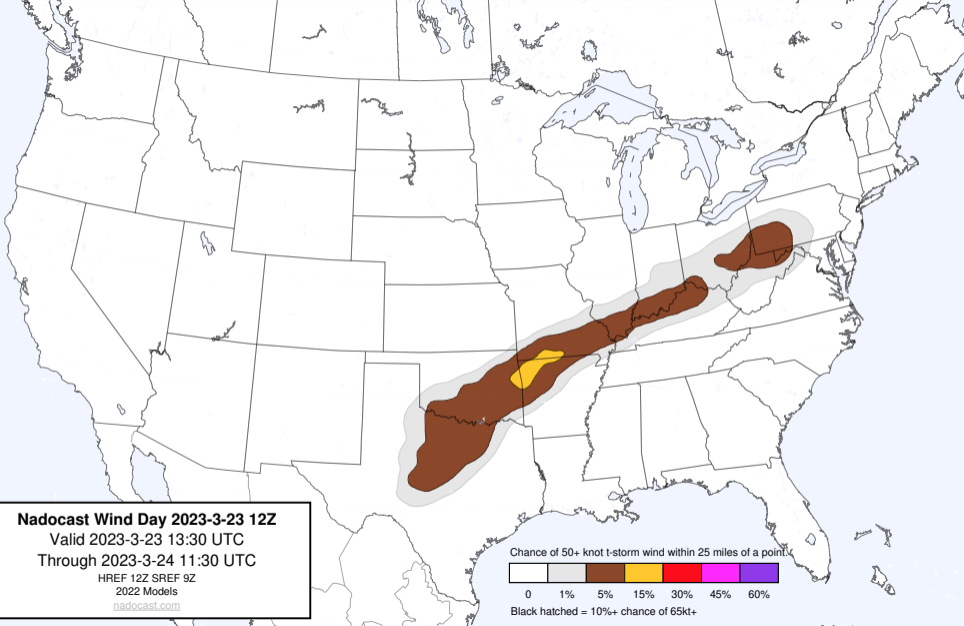 Nadocast Wind Day 2023-3-23 12Z
Valid 2023-3-23 13:30 UTC
Through 2023-3-24 11:30 UTC
HREF 12Z SREF 9Z
2022 Models
nadocast.com
Chance of 50+ knot t-storm wind within 25 miles of a point.
0 1% 5% 15% 30% 45% 60%
Black hatched = 10%+ chance of 65kt+